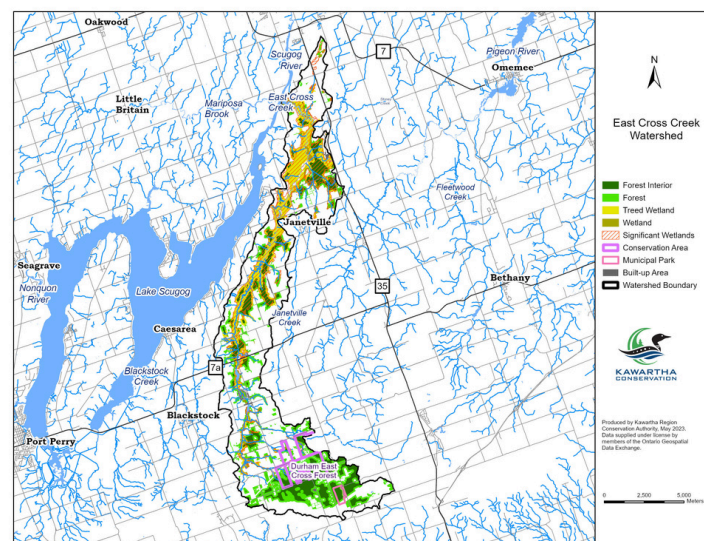 Oakwood
Scugog
River
7
Pigeon River
Omemee
Little
Britain
Mariposa
Brook
East Cross
Creek
Fleetwood
Creek
Janetville
Seagrave
Nonquon
River
Lake Scugog
Bethany
35
Janetville
Creek
Caesarea
Blackstock
Creek
7a
Blackstock
Port Perry
Durham East
Cross Forest
N
East Cross Creek
Watershed
Forest Interior
Forest
Treed Wetland
Wetland
Significant Wetlands
Conservation Area
Municipal Park
Built-up Area
Watershed Boundary
KAWARTHA
CONSERVATION
Produced by Kawartha Region
Conservation Authority, May 2023.
Data supplied under license by
members of the Ontario Geospatial
Data Exchange.
0 2,500 5,000
Meters